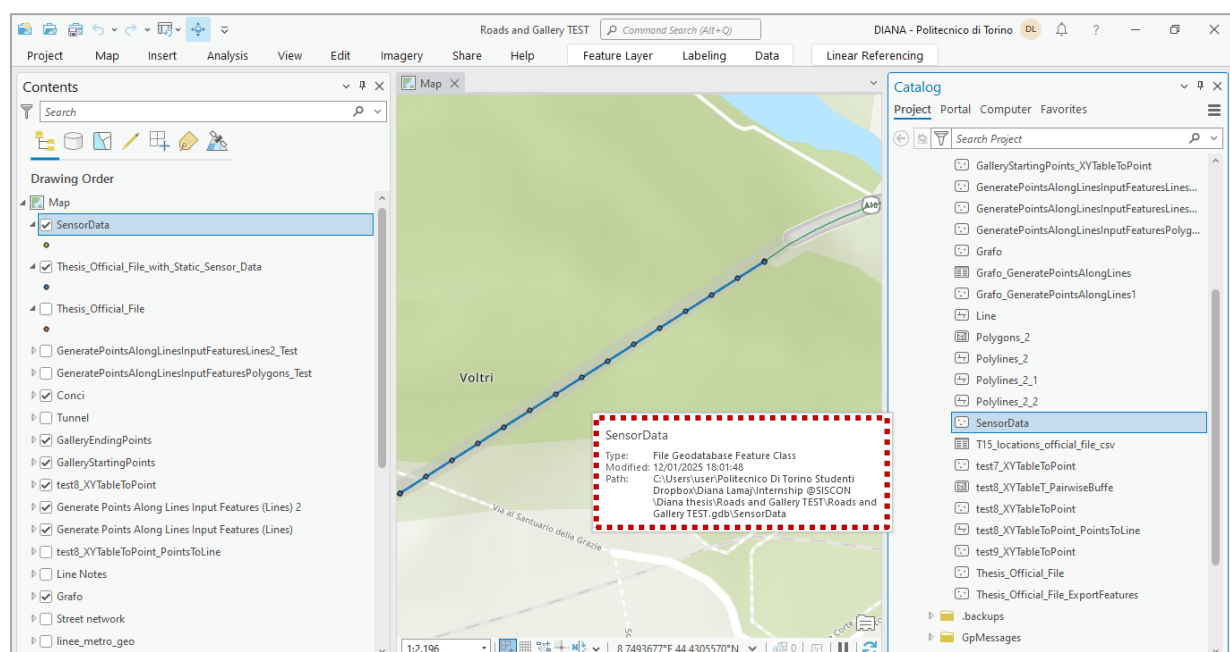 Roads and Gallery TEST
Command Search (Alt+Q)
DIANA - Politecnico di Torino
DL
?
Project Map Insert Analysis View Edit Imagery Share Help Feature Layer Labeling Data Linear Referencing
Contents
Search
Drawing Order
Map
SensorData
Thesis_Official_File_with_Static_Sensor_Data
Thesis_Official_File
GeneratePointsAlongLinesInputFeaturesLines2_Test
GeneratePointsAlongLinesInputFeaturesPolygons_Test
Conci
Tunnel
GalleryEndingPoints
GalleryStartingPoints
test8_XYTableToPoint
Generate Points Along Lines Input Features (Lines) 2
Generate Points Along Lines Input Features (Lines)
test8_XYTableToPoint_PointsToLine
Line Notes
Grafo
Street network
linee_metro_geo
Map
A10
Voltri
Via al Santuario delle Grazie
SensorData
Type: File Geodatabase Feature Class
Modified: 12/01/2025 18:01:48
Path: C:\Users\user\Politecnico Di Torino Studenti
Dropbox\Diana Lamaj\Internship @SISCON
\Diana thesis\Roads and Gallery TEST\Roads and
Gallery TEST.gdb\SensorData
1:2,196
8.7493677°E 44.4305570°N
0
Catalog
Project Portal Computer Favorites
Search Project
GalleryStartingPoints_XYTableToPoint
GeneratePointsAlongLinesInputFeaturesLines...
GeneratePointsAlongLinesInputFeaturesLines...
GeneratePointsAlongLinesInputFeaturesPolyg...
Grafo
Grafo_GeneratePointsAlongLines
Grafo_GeneratePointsAlongLines1
Line
Polygons_2
Polylines_2
Polylines_2_1
Polylines_2_2
SensorData
T15_locations_official_file_csv
test7_XYTableToPoint
test8_XYTableT_PairwiseBuffe
test8_XYTableToPoint
test8_XYTableToPoint_PointsToLine
test9_XYTableToPoint
Thesis_Official_File
Thesis_Official_File_ExportFeatures
.backups
GpMessages